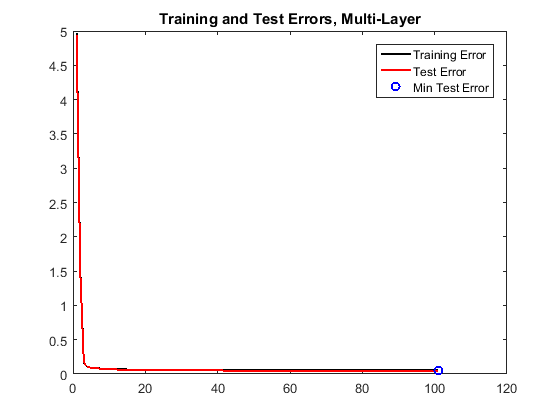 Training and Test Errors, Multi-Layer
5
4.5
4
3.5
3
2.5
2
1.5
1
0.5
0
Training Error
Test Error
Min Test Error
0 20 40 60 80 100 120